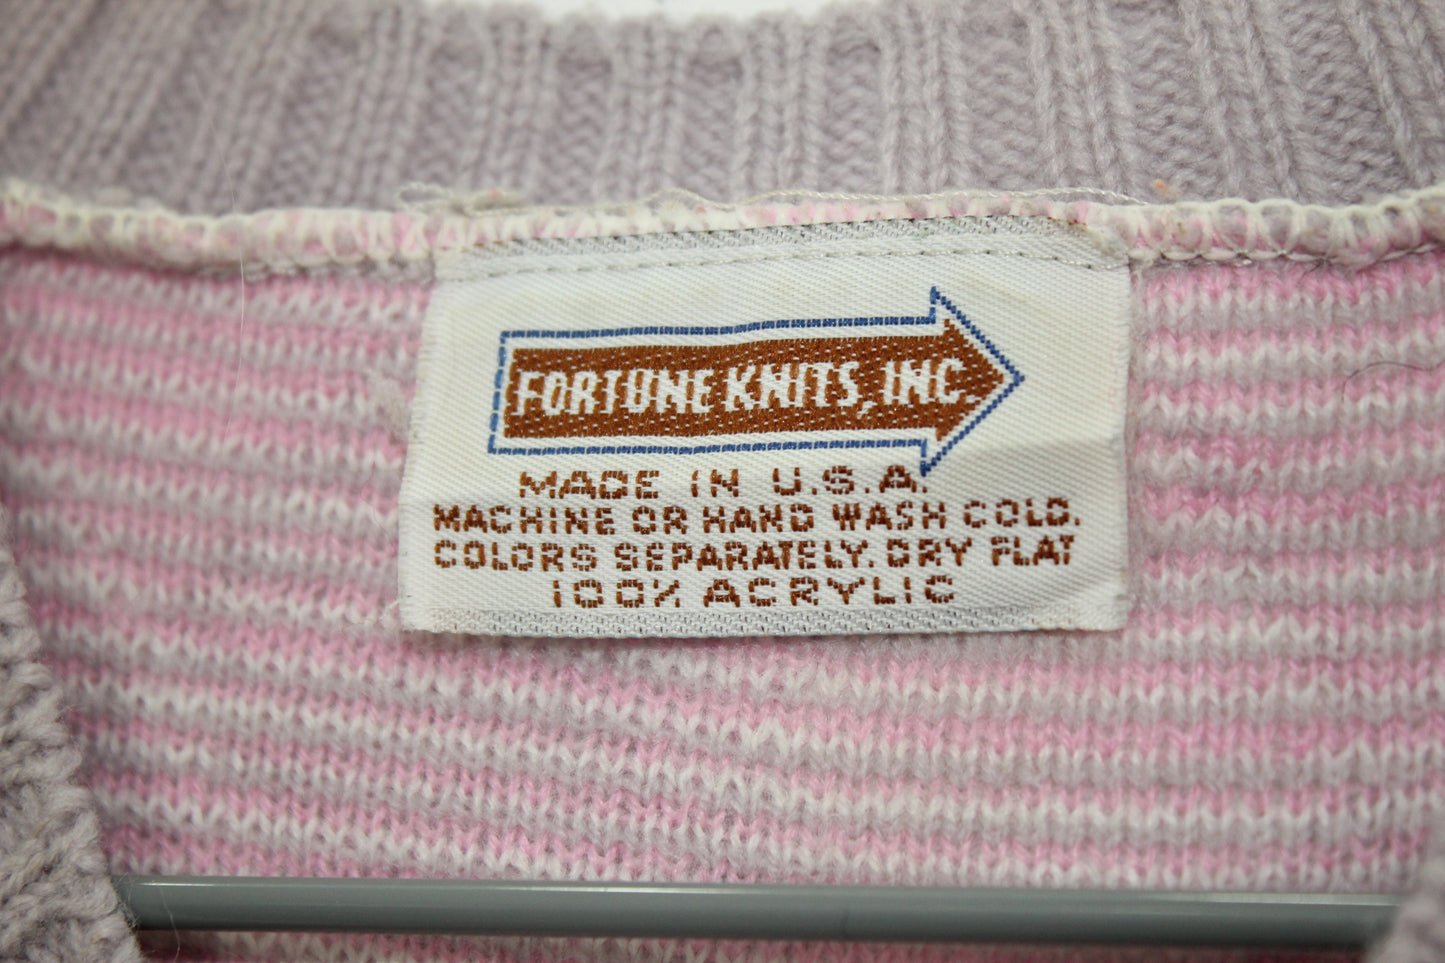 FORTUNE KNITS, INC.
MADE IN U.S.A.
MACHINE OR HAND WASH COLD.
COLORS SEPARATELY. DRY FLAT
100% ACRYLIC